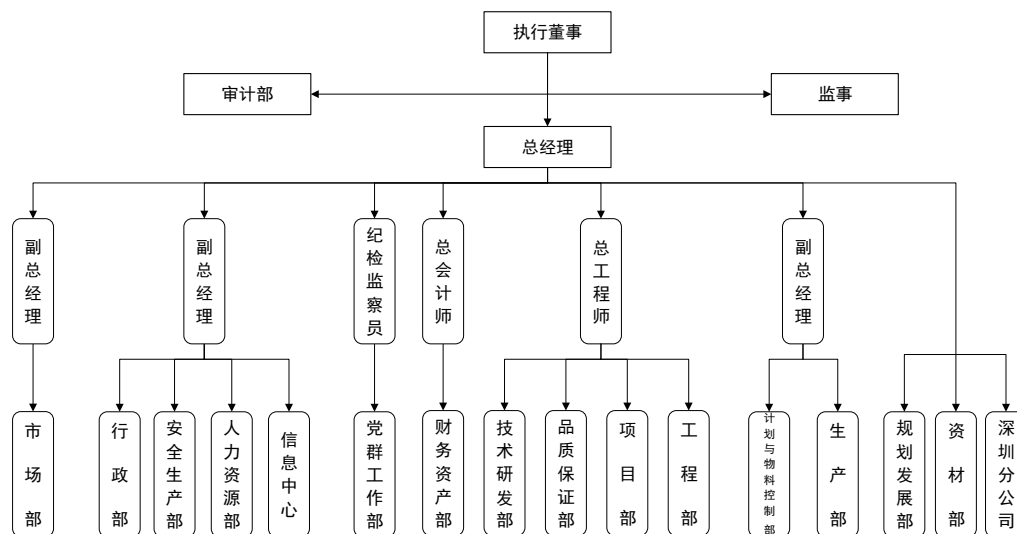 执行董事
审计部
监事
总经理
副总经理
副总经理
纪检监察员
总会计师
总工程师
副总经理
市场部
行政部
安全生产部
人力资源部
信息中心
党群工作部
财务资产部
技术研发部
品质保证部
项目部
工程部
计划与物料控制部
生产部
规划发展部
资材部
深圳分公司